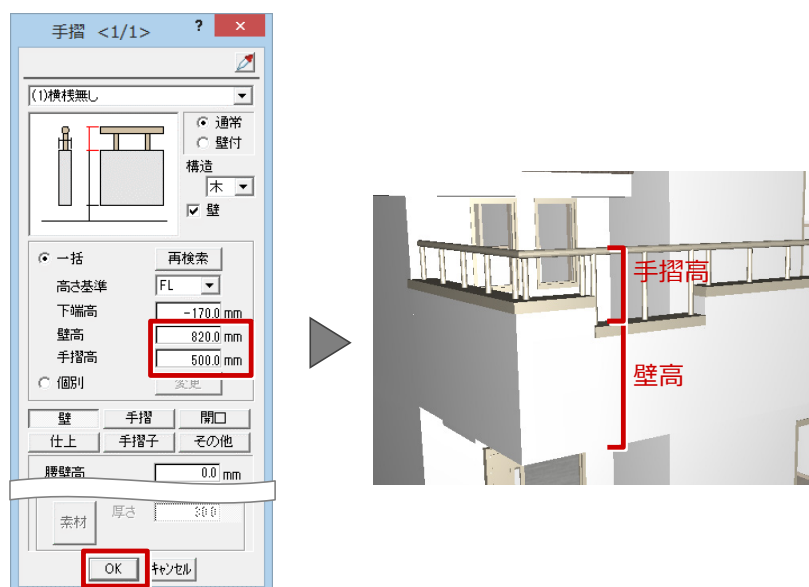 手摺 <1/1> ? ×
(1)横桟無し
通常
壁付
構造
木
壁
一括 再検索
高さ基準 FL
下端高 -170.0 mm
壁高 820.0 mm
手摺高 500.0 mm
個別 変更
壁 手摺 開口
仕上 手摺子 その他
腰壁高 0.0 mm
素材 厚さ 30.0
OK ｷｬﾝｾﾙ
手摺高
壁高